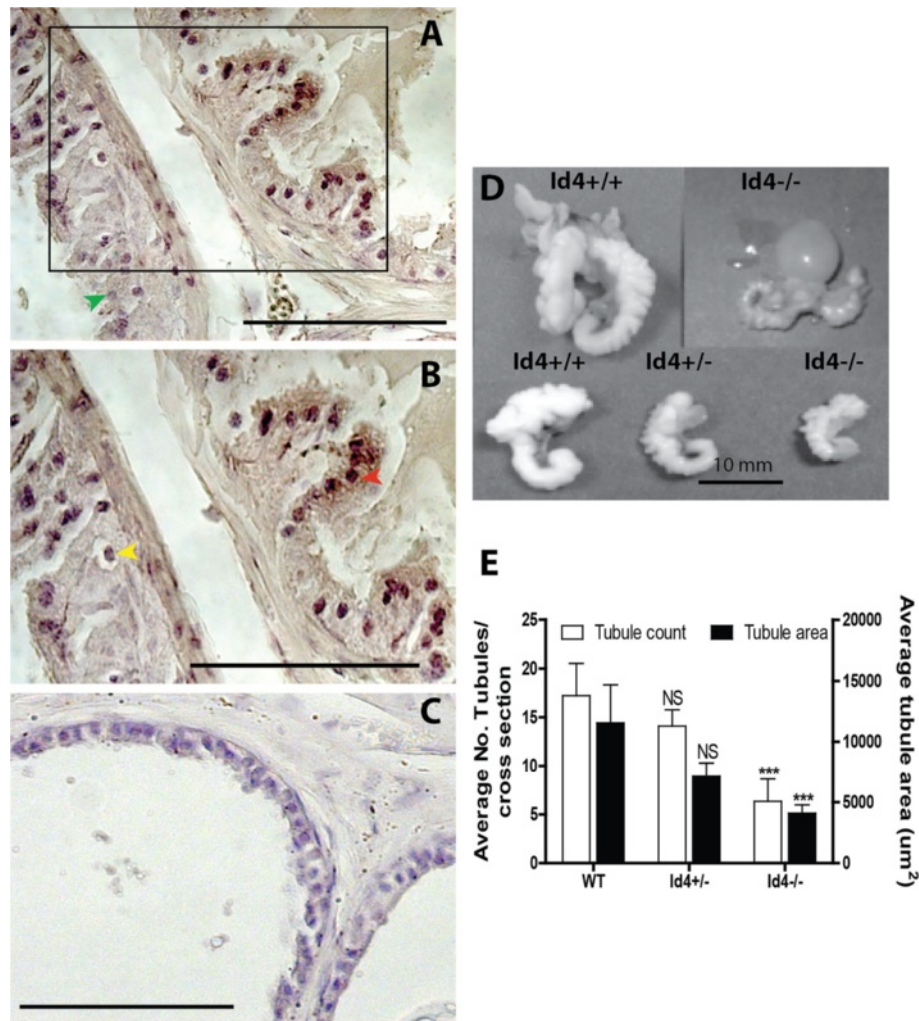 A
B
C
D
Id4+/+
Id4-/-
Id4+/+
Id4+/-
Id4-/-
10 mm
E
Tubule count
Tubule area
Average No. Tubules/
cross section
25
20
15
10
5
0
NS
NS
***
***
20000
15000
10000
5000
0
Average tubule
area (um²)
WT
Id4+/-
Id4-/-